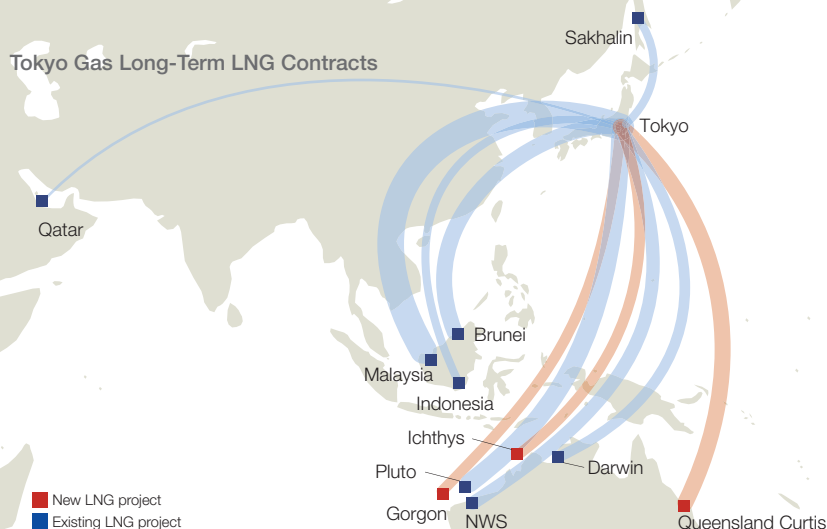 Sakhalin
Tokyo Gas Long-Term LNG Contracts
Tokyo
Qatar
Brunei
Malaysia
Indonesia
Ichthys
Pluto
Darwin
Gorgon
NWS
Queensland Curtis
New LNG project
Existing LNG project